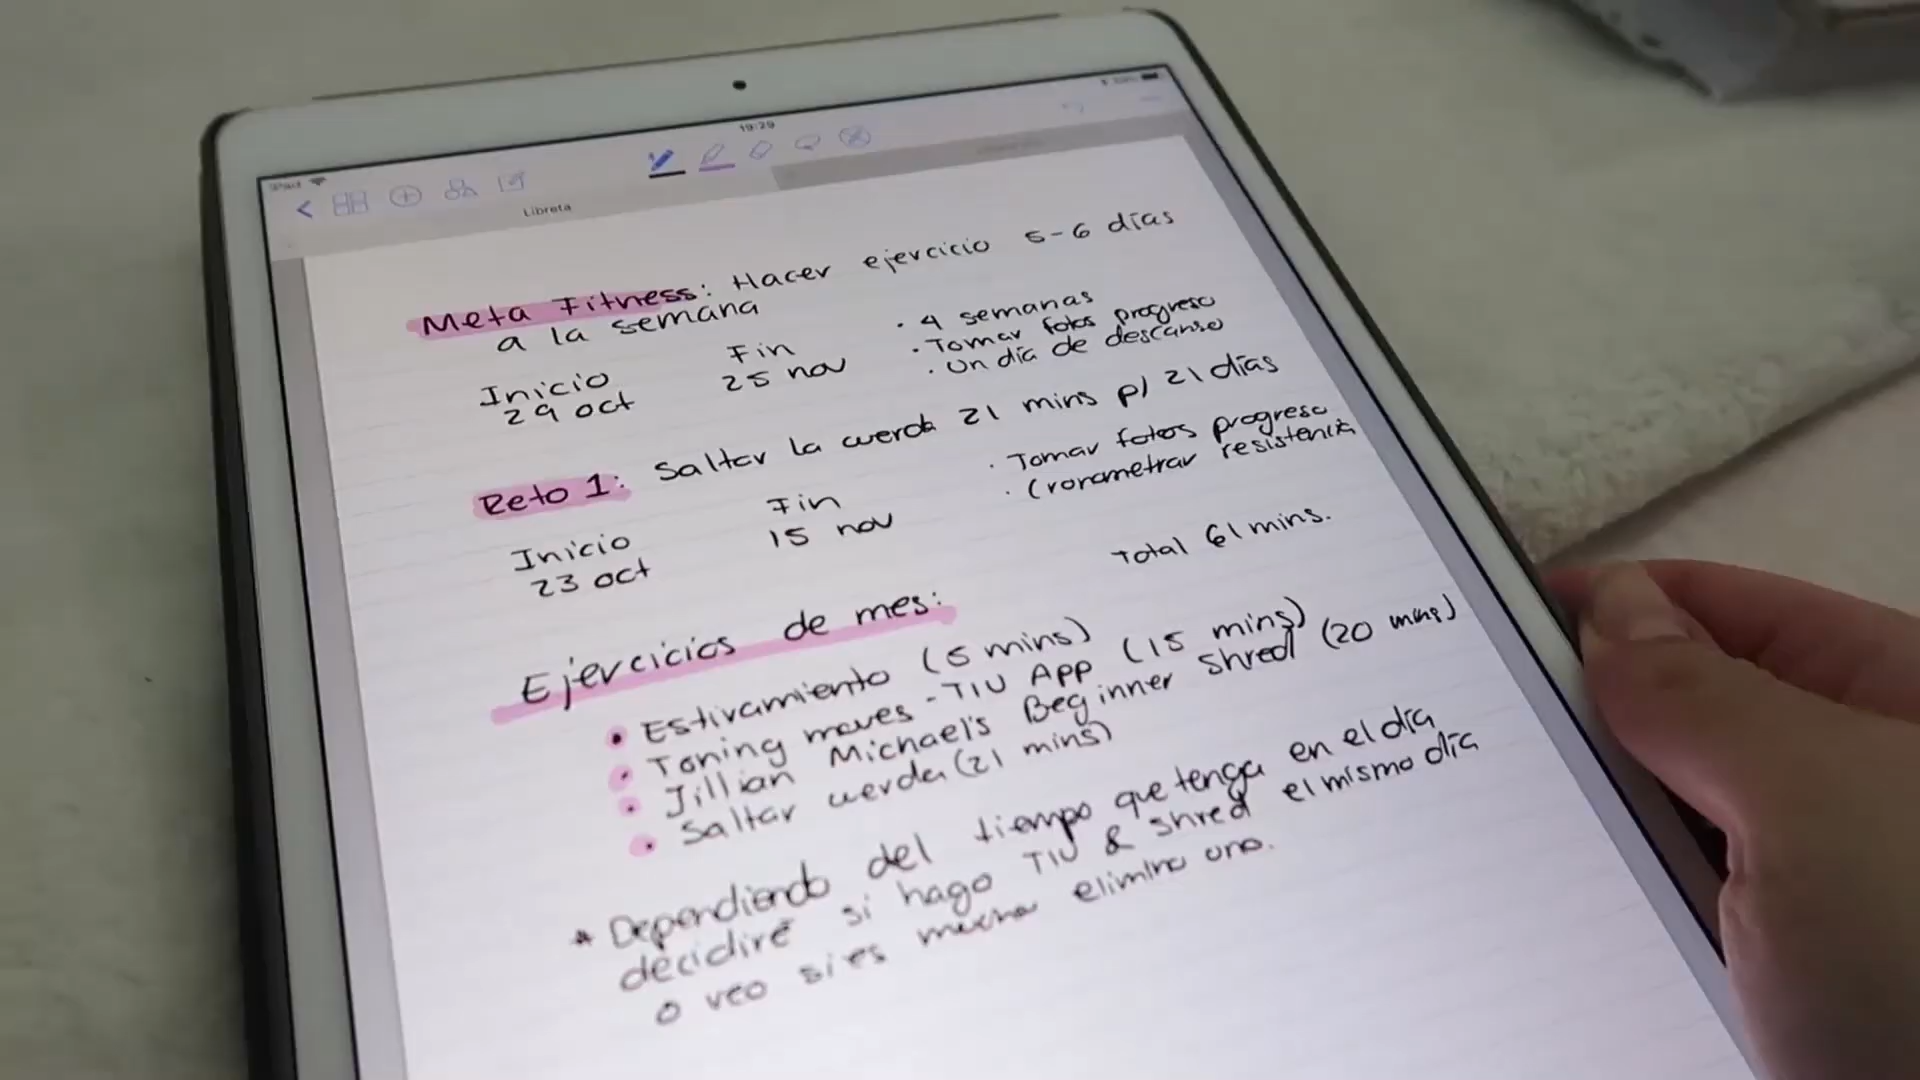 iPad
19:29
Libreta
Meta Fitness: Hacer ejercicio 5-6 días
a la semana
Inicio
29 oct
Fin
25 nov
· 4 semanas
· Tomar fotos progreso
· Un día de descanso
Reto 1: Saltar la cuerda 21 mins p/ 21 días
Inicio
23 oct
Fin
15 nov
· Tomar fotos progreso
· Cronometrar resistencia
Total 61 mins.
Ejercicios de mes:
• Estiramiento (5 mins)
• Toning moves - TIU APP (15 mins)
• Jillian Michael's Beginner Shred (20 mins)
• Saltar cuerda (21 mins)
* Dependiendo del tiempo que tenga en el día
decidiré si hago TIU & shred el mismo día
o veo si es mucho elimino uno.